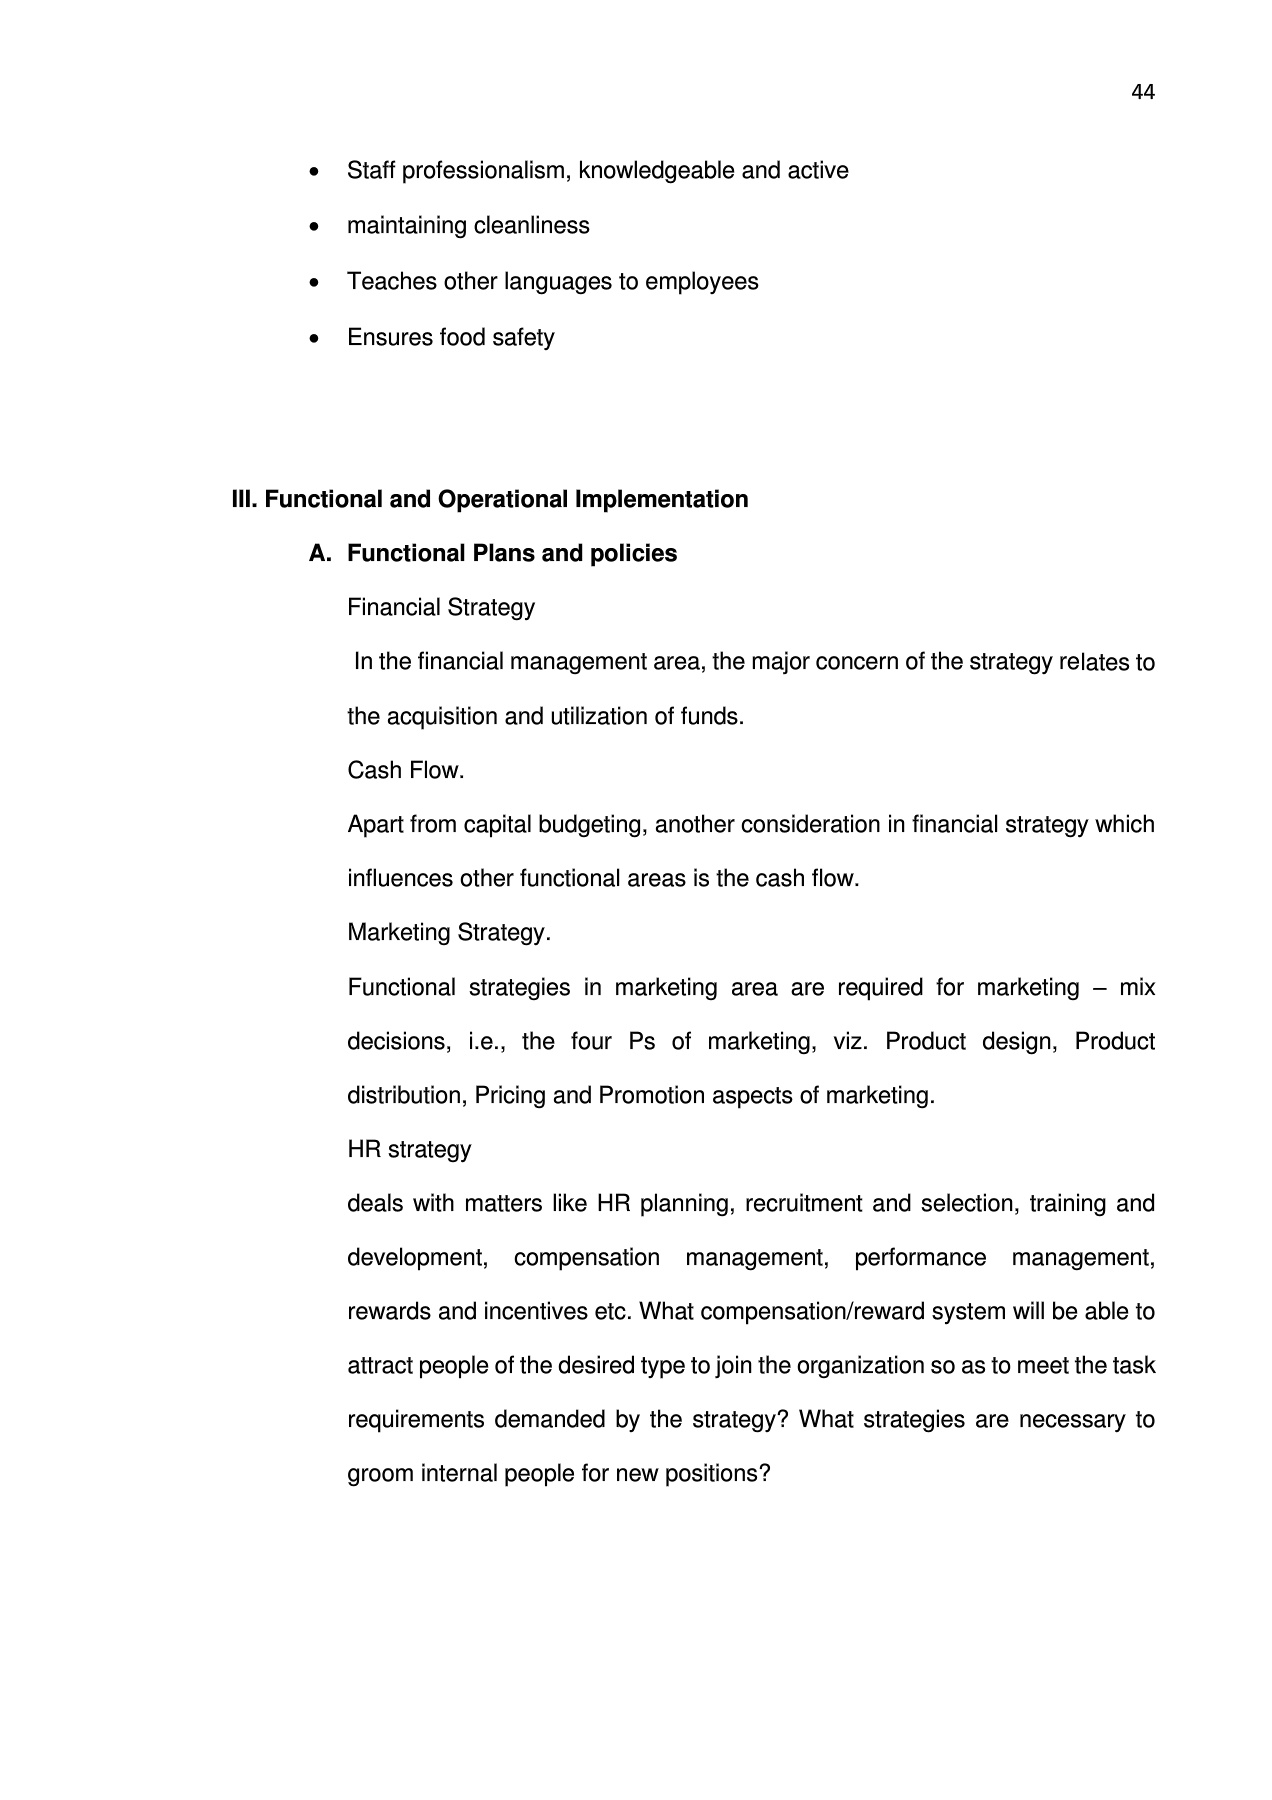 44
• Staff professionalism, knowledgeable and active
• maintaining cleanliness
• Teaches other languages to employees
• Ensures food safety
III. Functional and Operational Implementation
A. Functional Plans and policies
Financial Strategy
In the financial management area, the major concern of the strategy relates to
the acquisition and utilization of funds.
Cash Flow.
Apart from capital budgeting, another consideration in financial strategy which
influences other functional areas is the cash flow.
Marketing Strategy.
Functional strategies in marketing area are required for marketing – mix
decisions, i.e., the four Ps of marketing, viz. Product design, Product
distribution, Pricing and Promotion aspects of marketing.
HR strategy
deals with matters like HR planning, recruitment and selection, training and
development, compensation management, performance management,
rewards and incentives etc. What compensation/reward system will be able to
attract people of the desired type to join the organization so as to meet the task
requirements demanded by the strategy? What strategies are necessary to
groom internal people for new positions?